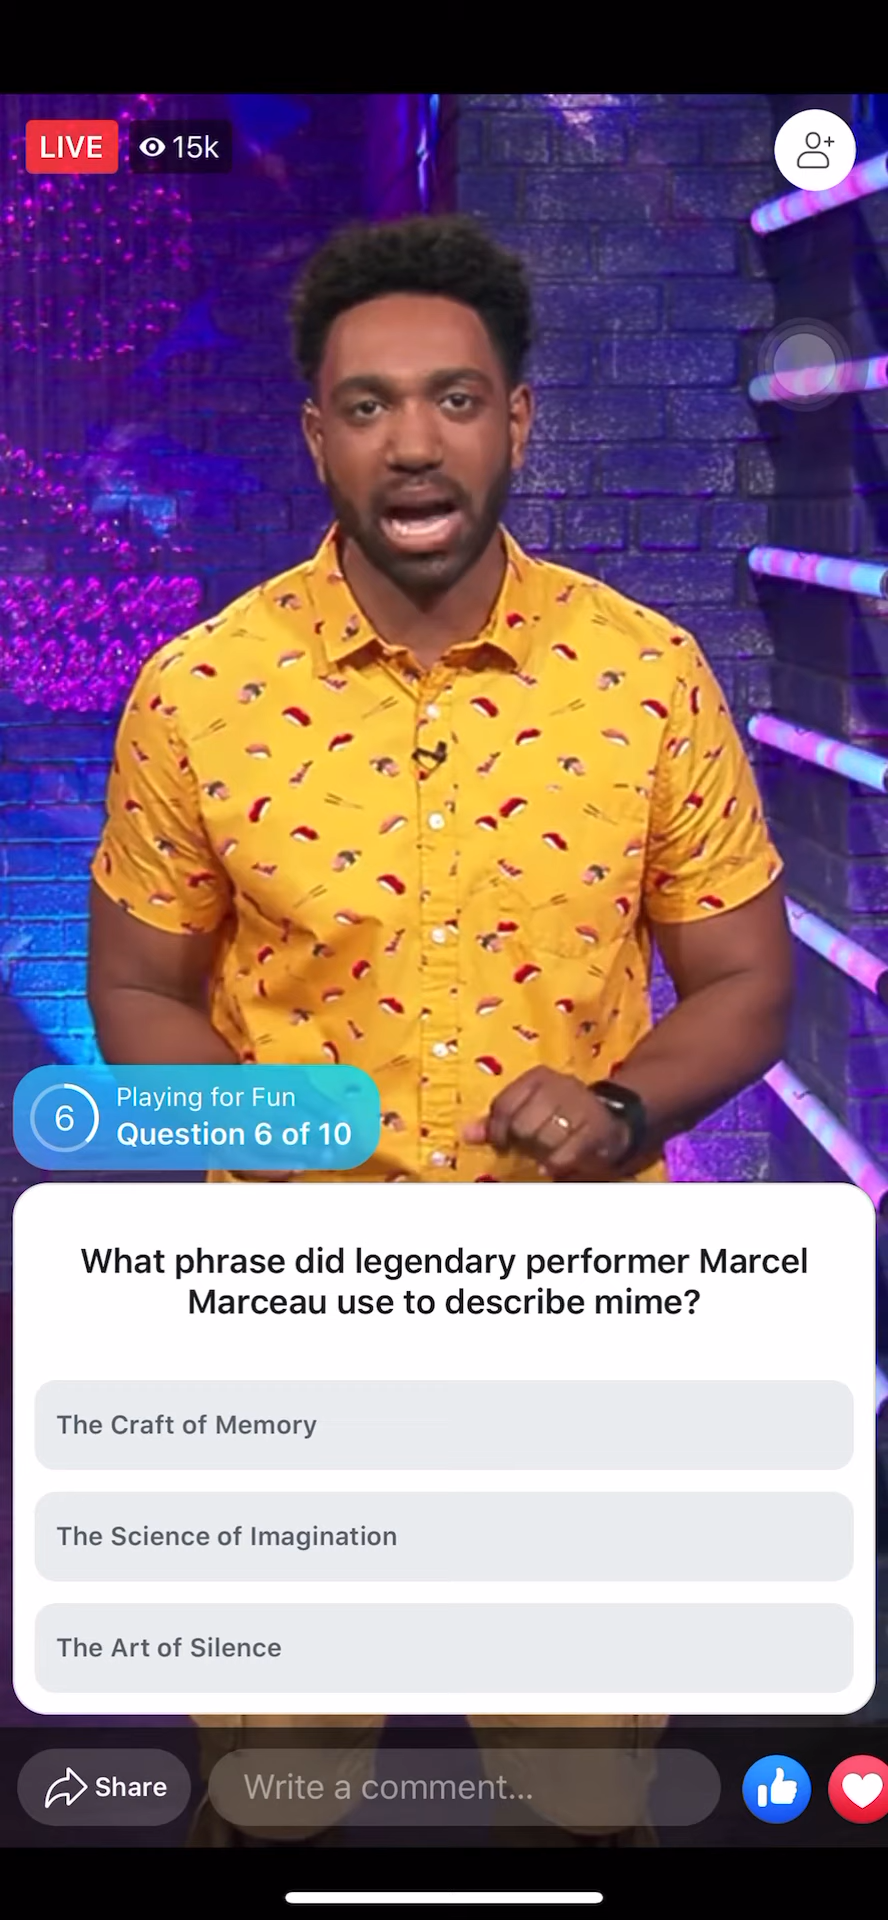 LIVE
15k
6
Playing for Fun
Question 6 of 10
What phrase did legendary performer Marcel
Marceau use to describe mime?
The Craft of Memory
The Science of Imagination
The Art of Silence
Share
Write a comment...